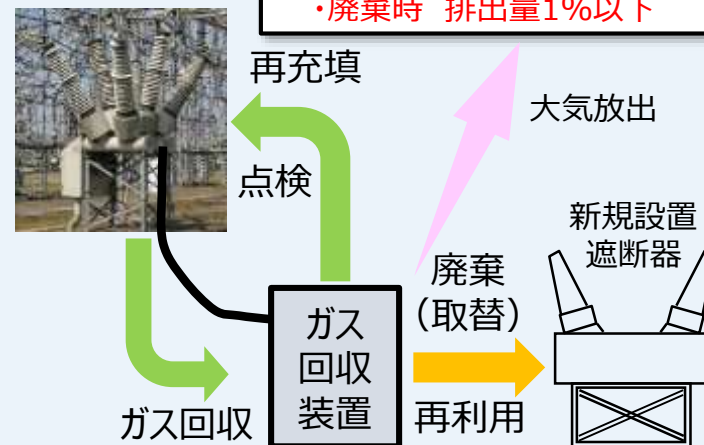 ・廃棄時 排出量1%以下
再充填
大気放出
点検
新規設置
遮断器
廃棄
（取替）
ガス
回収
装置
ガス回収
再利用